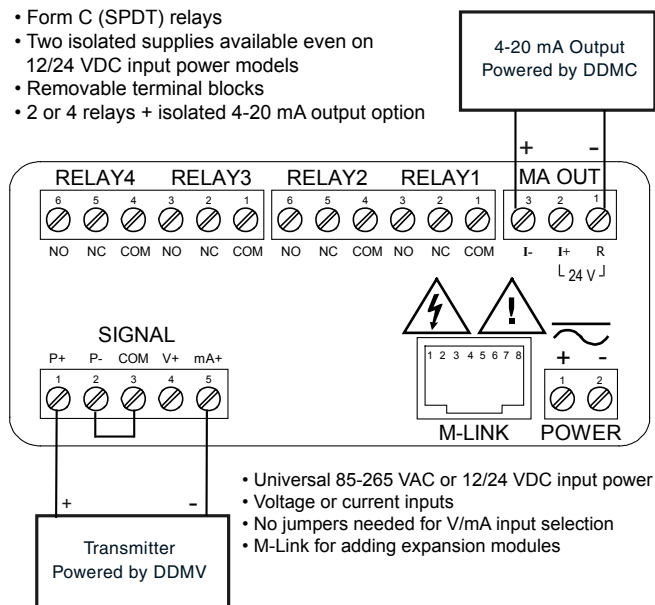 • Form C (SPDT) relays
• Two isolated supplies available even on
12/24 VDC input power models
• Removable terminal blocks
• 2 or 4 relays + isolated 4-20 mA output option
4-20 mA Output
Powered by DDMC
+ -
RELAY4 RELAY3 RELAY2 RELAY1 MA OUT
6 5 4 3 2 1 6 5 4 3 2 1 3 2 1
NO NC COM NO NC COM NO NC COM NO NC COM I- I+ R
24 V
!
SIGNAL
P+ P- COM V+ mA+
1 2 3 4 5
1 2 3 4 5 6 7 8
+ -
1 2
M-LINK POWER
+ -
Transmitter
Powered by DDMV
• Universal 85-265 VAC or 12/24 VDC input power
• Voltage or current inputs
• No jumpers needed for V/mA input selection
• M-Link for adding expansion modules